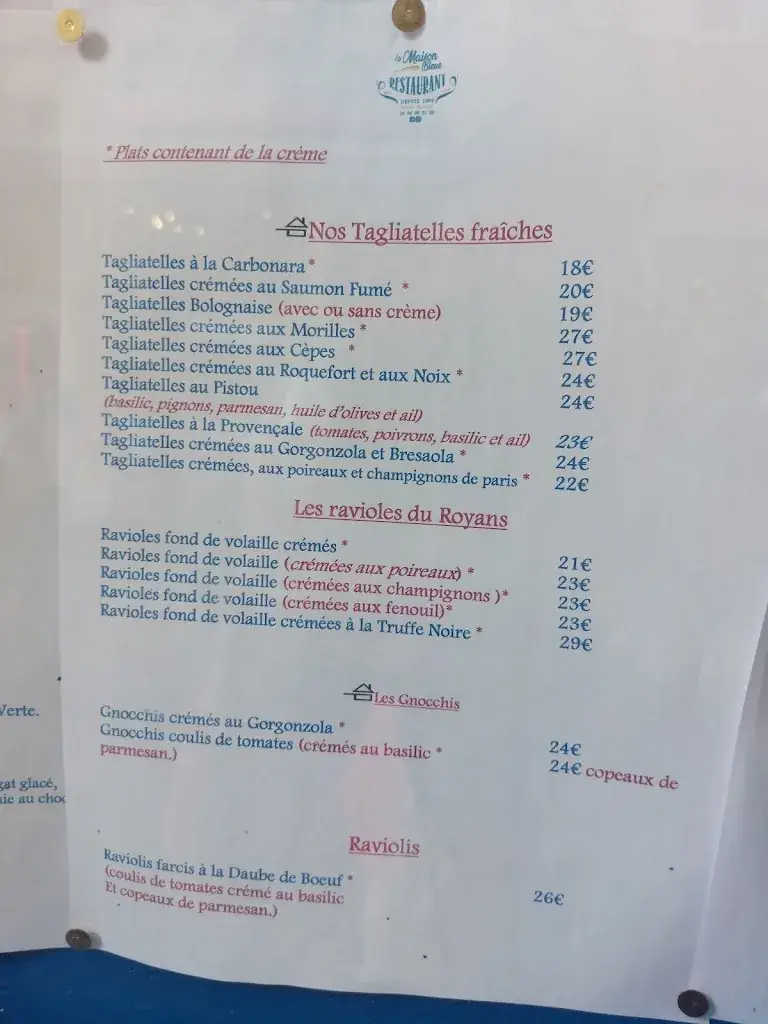 la Maison
Bleue
RESTAURANT
* Plats contenant de la crème
Nos Tagliatelles fraîches
Tagliatelles à la Carbonara * 18€
Tagliatelles crémées au Saumon Fumé * 20€
Tagliatelles Bolognaise (avec ou sans crème) 19€
Tagliatelles crémées aux Morilles * 27€
Tagliatelles crémées aux Cèpes * 27€
Tagliatelles crémées au Roquefort et aux Noix * 24€
Tagliatelles au Pistou 24€
(basilic, pignons, parmesan, huile d'olives et ail)
Tagliatelles à la Provençale (tomates, poivrons, basilic et ail) 23€
Tagliatelles crémées au Gorgonzola et Bresaola * 24€
Tagliatelles crémées, aux poireaux et champignons de paris * 22€
Les ravioles du Royans
Ravioles fond de volaille crémés * 21€
Ravioles fond de volaille (crémées aux poireaux) * 23€
Ravioles fond de volaille (crémées aux champignons )* 23€
Ravioles fond de volaille (crémées aux fenouil)* 23€
Ravioles fond de volaille crémées à la Truffe Noire * 29€
Les Gnocchis
Gnocchis crémés au Gorgonzola * 24€
Gnocchis coulis de tomates (crémés au basilic * 24€ copeaux de
parmesan.)
Raviolis
Raviolis farcis à la Daube de Boeuf * 26€
(coulis de tomates crémé au basilic
Et copeaux de parmesan.)
Verte.
glacé,
au